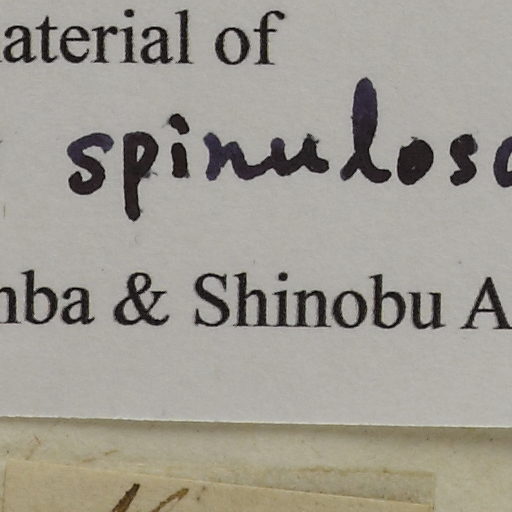 aterial of
spinulosa
nba & Shinobu A